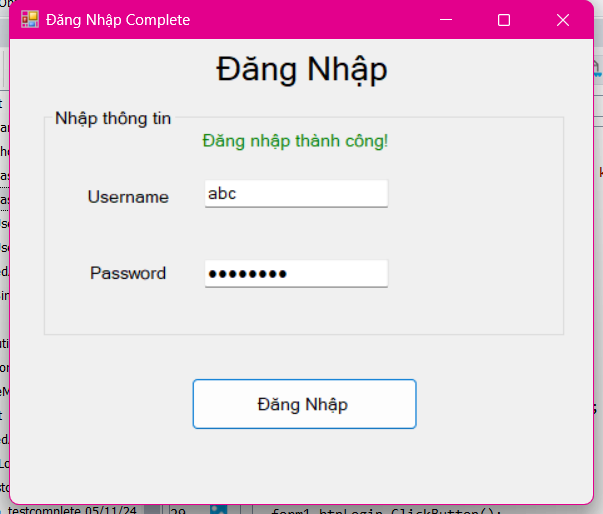 Đăng Nhập Complete
Đăng Nhập
Nhập thông tin
Đăng nhập thành công!
Username
abc
Password
Đăng Nhập
testcomplete 05/11/24
29
form1.btnLogin.ClickButton();